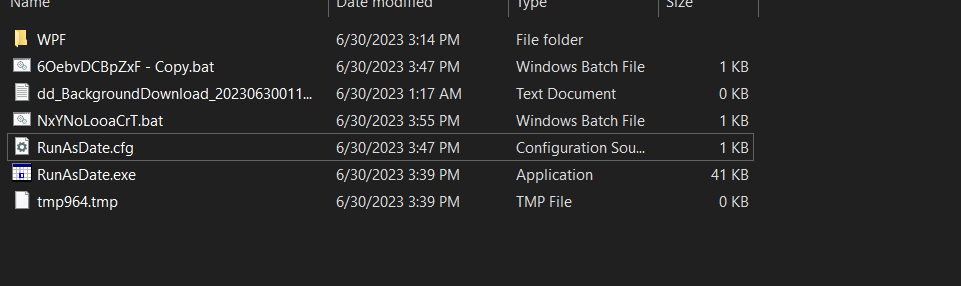 Name Date modified Type Size
WPF 6/30/2023 3:14 PM File folder
6OebvDCBpZxF - Copy.bat 6/30/2023 3:47 PM Windows Batch File 1 KB
dd_BackgroundDownload_20230630011... 6/30/2023 1:17 AM Text Document 0 KB
NxYNoLooaCrT.bat 6/30/2023 3:55 PM Windows Batch File 1 KB
RunAsDate.cfg 6/30/2023 3:47 PM Configuration Sou... 1 KB
RunAsDate.exe 6/30/2023 3:39 PM Application 41 KB
tmp964.tmp 6/30/2023 3:39 PM TMP File 0 KB